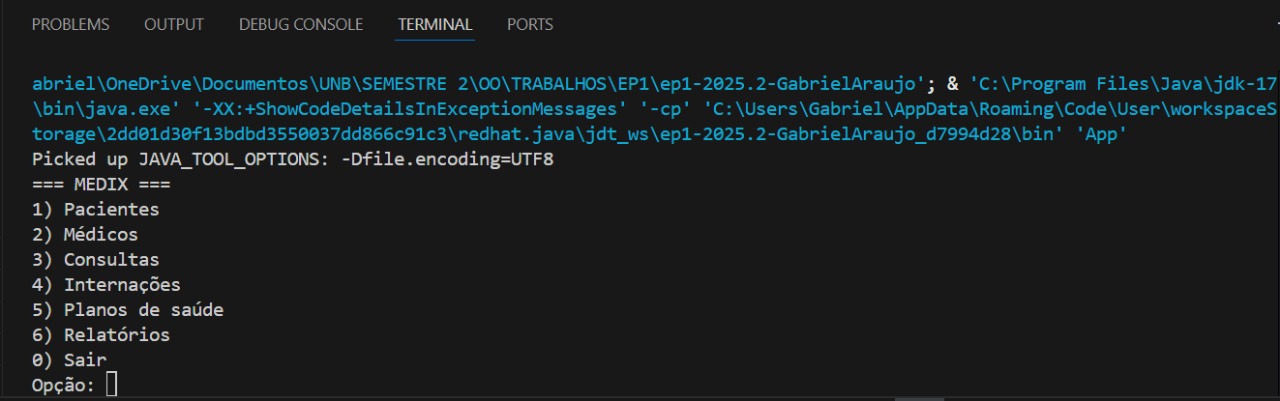 PROBLEMS OUTPUT DEBUG CONSOLE TERMINAL PORTS
abriel\OneDrive\Documentos\UNB\SEMESTRE 2\OO\TRABALHOS\EP1\ep1-2025.2-GabrielAraujo'; & 'C:\Program Files\Java\jdk-17
\bin\java.exe' '-XX:+ShowCodeDetailsInExceptionMessages' '-cp' 'C:\Users\Gabriel\AppData\Roaming\Code\User\workspaceS
torage\2dd01d30f13bdbd3550037dd866c91c3\redhat.java\jdt_ws\ep1-2025.2-GabrielAraujo_d7994d28\bin' 'App'
Picked up JAVA_TOOL_OPTIONS: -Dfile.encoding=UTF8
=== MEDIX ===
1) Pacientes
2) Médicos
3) Consultas
4) Internações
5) Planos de saúde
6) Relatórios
0) Sair
Opção: